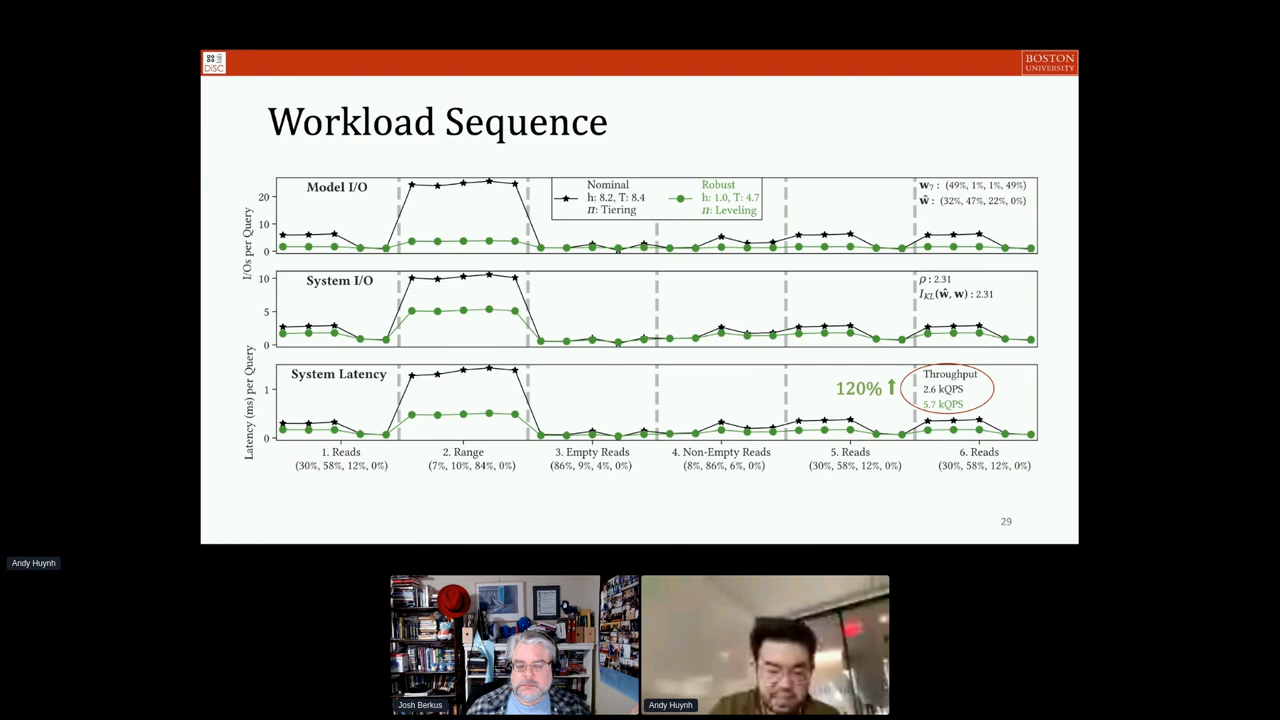 DiSC
BOSTON
UNIVERSITY
Workload Sequence
I/Os per Query
Latency (ms) per Query
Model I/O
20
10
0
Nominal
h: 8.2, T: 8.4
π: Tiering
Robust
h: 1.0, T: 4.7
π: Leveling
w₇ : (49%, 1%, 1%, 49%)
ŵ : (32%, 47%, 22%, 0%)
System I/O
10
5
0
ρ : 2.31
I_KL(ŵ, w) : 2.31
System Latency
1
0
120%
Throughput
2.6 kQPS
5.7 kQPS
1. Reads
(30%, 58%, 12%, 0%)
2. Range
(7%, 10%, 84%, 0%)
3. Empty Reads
(86%, 9%, 4%, 0%)
4. Non-Empty Reads
(8%, 86%, 6%, 0%)
5. Reads
(30%, 58%, 12%, 0%)
6. Reads
(30%, 58%, 12%, 0%)
29
Andy Huynh
Josh Berkus
Andy Huynh